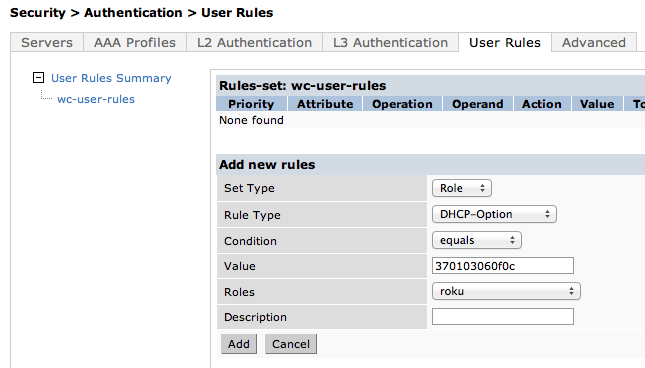 Security > Authentication > User Rules
Servers AAA Profiles L2 Authentication L3 Authentication User Rules Advanced
User Rules Summary
wc-user-rules
Rules-set: wc-user-rules
Priority Attribute Operation Operand Action Value To
None found
Add new rules
Set Type Role
Rule Type DHCP-Option
Condition equals
Value 370103060f0c
Roles roku
Description
Add Cancel